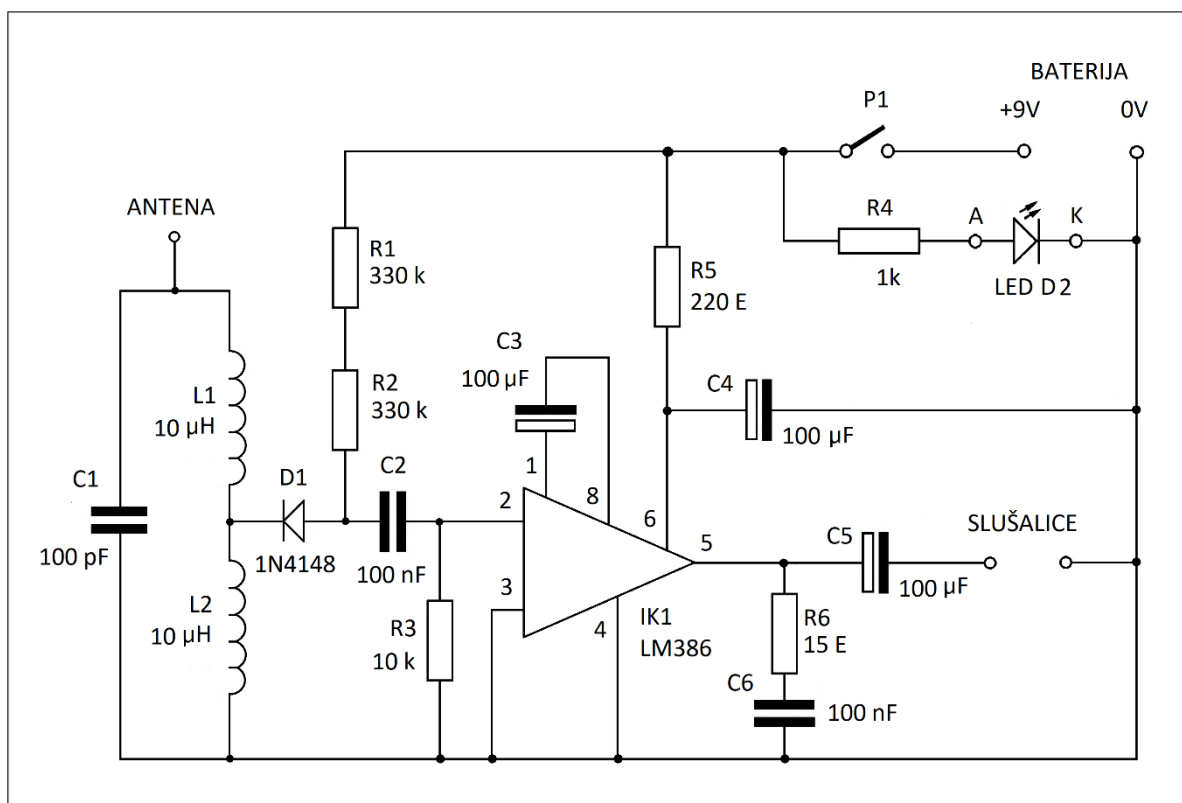 BATERIJA
P1
+9V
0V
ANTENA
R4
A
K
1k
LED D2
R1
330 k
R5
220 E
C3
100 µF
C4
100 µF
R2
330 k
L1
10 µH
C1
100 pF
D1
1N4148
C2
100 nF
1
8
2
6
5
3
4
C5
100 µF
SLUŠALICE
L2
10 µH
R3
10 k
IK1
LM386
R6
15 E
C6
100 nF